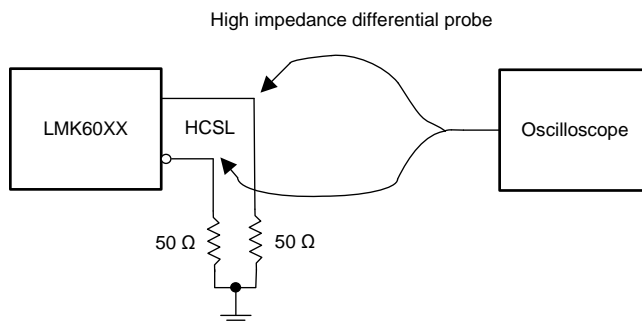 High impedance differential probe
LMK60XX
HCSL
Oscilloscope
50 Ω
50 Ω